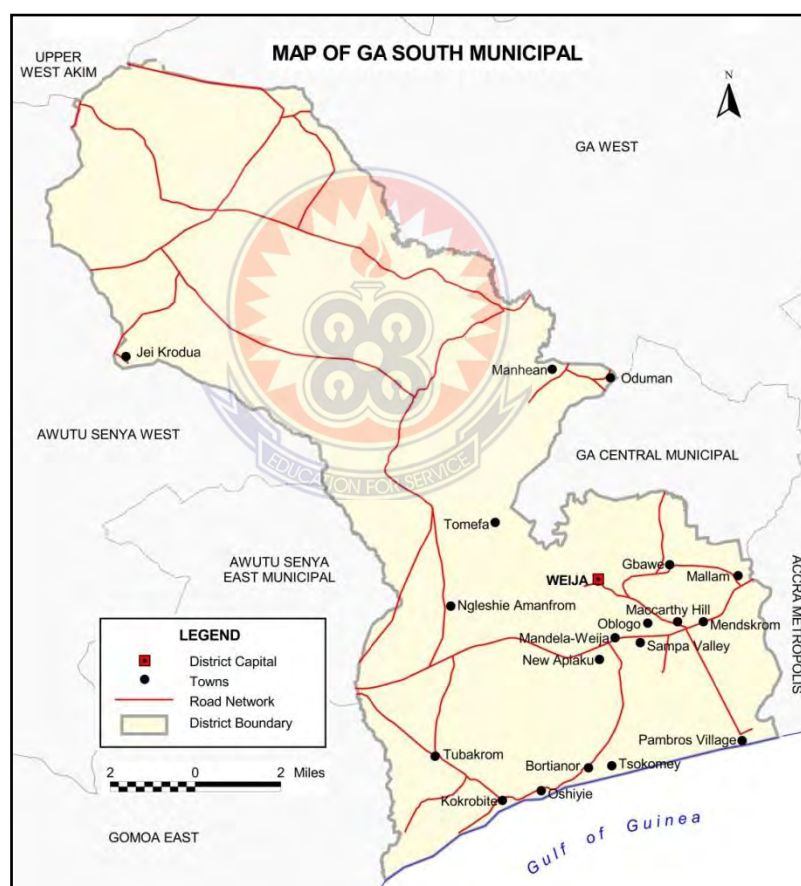 MAP OF GA SOUTH MUNICIPAL
UPPER
WEST AKIM
N
GA WEST
Jei Krodua
Manhean
Oduman
AWUTU SENYA WEST
GA CENTRAL MUNICIPAL
EDUCATION FOR SERVICE
Tomefa
AWUTU SENYA
EAST MUNICIPAL
ACCRA METROPOLIS
WEIJA
Gbawe
Mallam
Ngleshie Amanfrom
Maccarthy Hill
Oblogo
Mendskrom
Mandela-Weija
Sampa Valley
New Aplaku
LEGEND
District Capital
Towns
Road Network
District Boundary
Tubakrom
Pambros Village
Bortianor
Tsokomey
2 0 2 Miles
Oshiyie
Kokrobite
GOMOA EAST
Gulf of Guinea